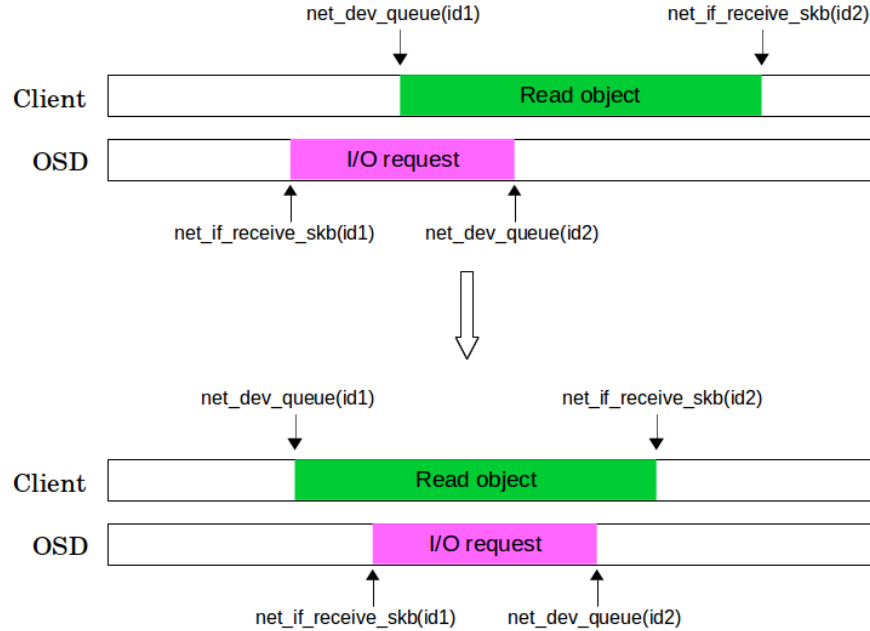 net_dev_queue(id1) net_if_receive_skb(id2)
Client Read object
OSD I/O request
net_if_receive_skb(id1) net_dev_queue(id2)
net_dev_queue(id1) net_if_receive_skb(id2)
Client Read object
OSD I/O request
net_if_receive_skb(id1) net_dev_queue(id2)